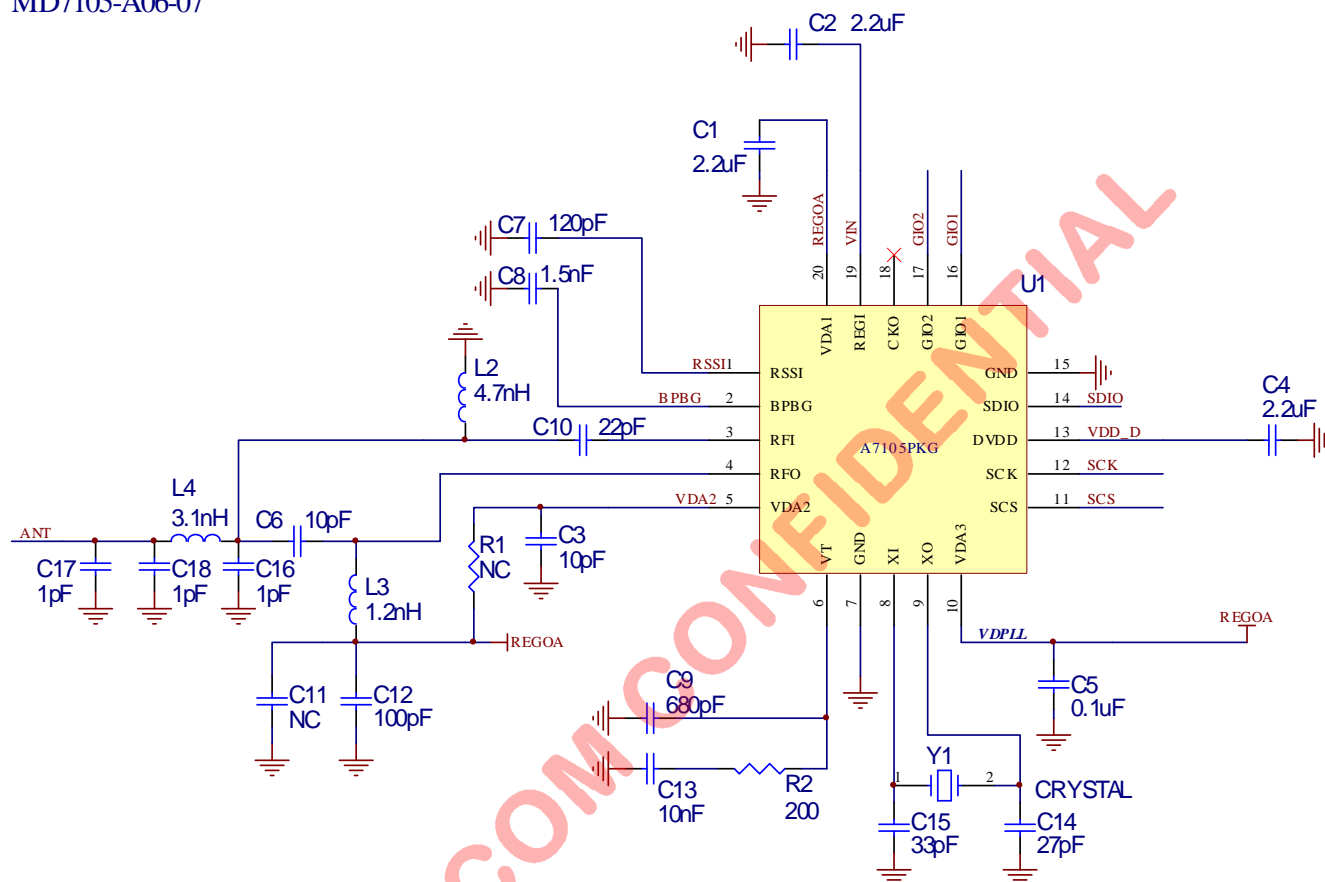 MD7105-A06-07
C2 2.2uF
C1
2.2uF
REGOA
VIN
GIO2
GIO1
20
19
18
17
16
U1
C7 120pF
C8 1.5nF
VDA1
REGI
CKO
GIO2
GIO1
L2
4.7nH
RSSI 1 RSSI
GND 15
BPBG 2 BPBG
SDIO 14 SDIO
C4
2.2uF
C10 22pF
3 RFI
DVDD 13 VDD_D
A7105PKG
4 RFO
SCK 12 SCK
L4
3.1nH
C6 10pF
VDA2 5 VDA2
SCS 11 SCS
ANT
R1
NC
C3
10pF
VT
GND
XI
XO
VDA3
C17
1pF
C18
1pF
C16
1pF
L3
1.2nH
6
7
8
9
10
REGOA
VDPLL
REGOA
C11
NC
C12
100pF
C9
680pF
C5
0.1uF
C13
10nF
R2
200
Y1
1 2
CRYSTAL
C15
33pF
C14
27pF
COM CONFIDENTIAL